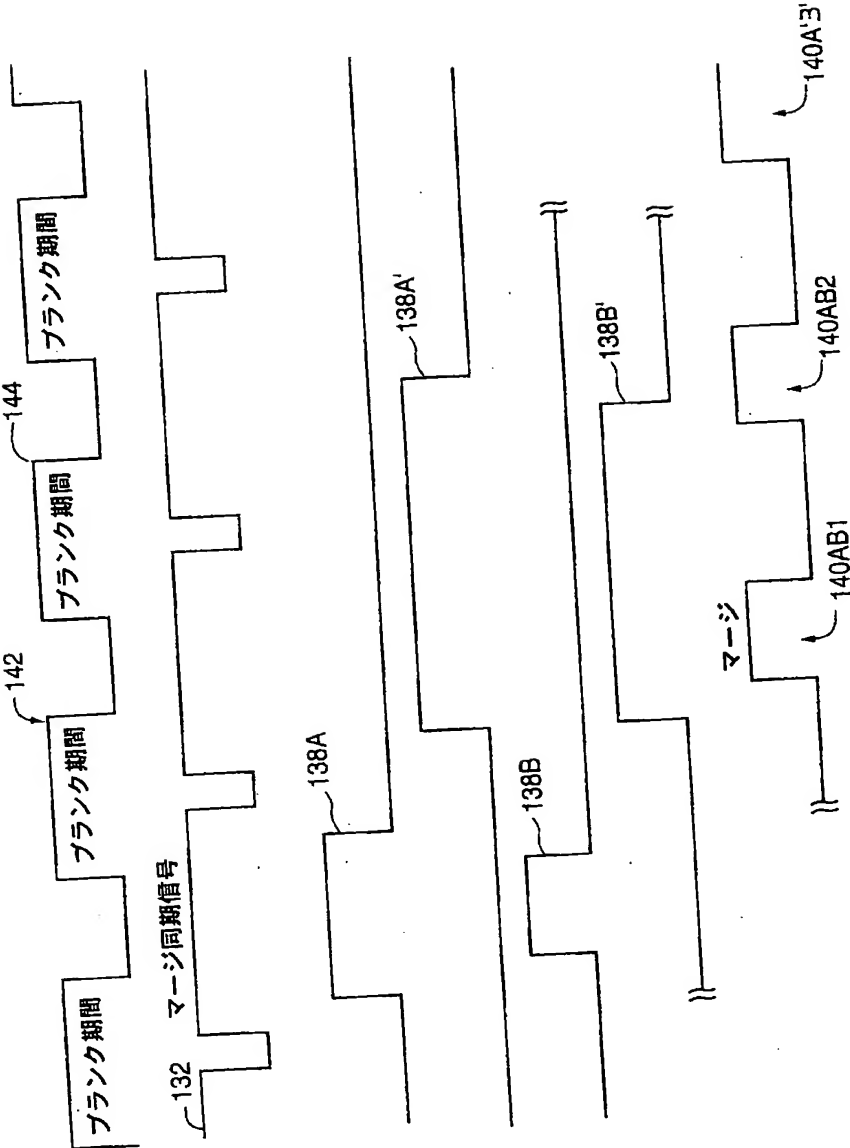 142
144
ブランク期間
ブランク期間
ブランク期間
ブランク期間
132
マージ同期信号
138A
138A'
138B
138B'
マージ
140AB1
140AB2
140A'3'